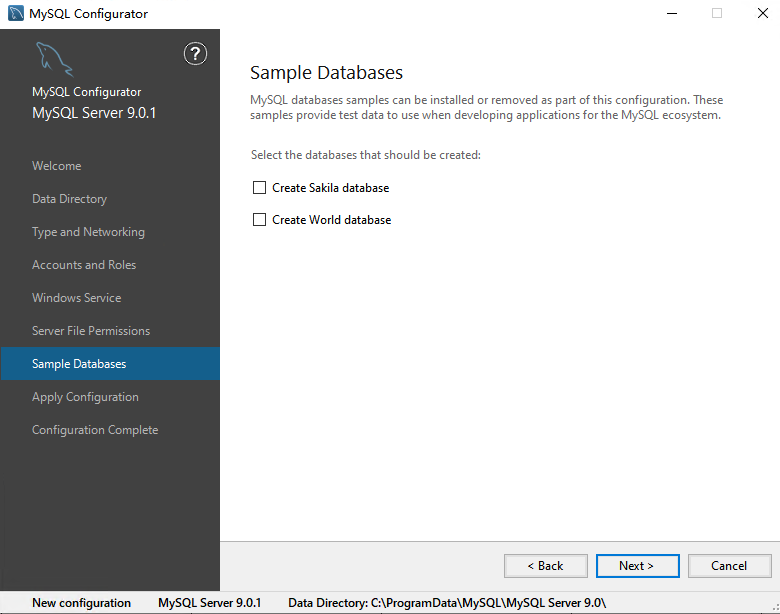 MySQL Configurator
?
MySQL Configurator
MySQL Server 9.0.1
Welcome
Data Directory
Type and Networking
Accounts and Roles
Windows Service
Server File Permissions
Sample Databases
Apply Configuration
Configuration Complete
Sample Databases
MySQL databases samples can be installed or removed as part of this configuration. These
samples provide test data to use when developing applications for the MySQL ecosystem.
Select the databases that should be created:
Create Sakila database
Create World database
< Back
Next >
Cancel
New configuration
MySQL Server 9.0.1
Data Directory: C:\ProgramData\MySQL\MySQL Server 9.0\